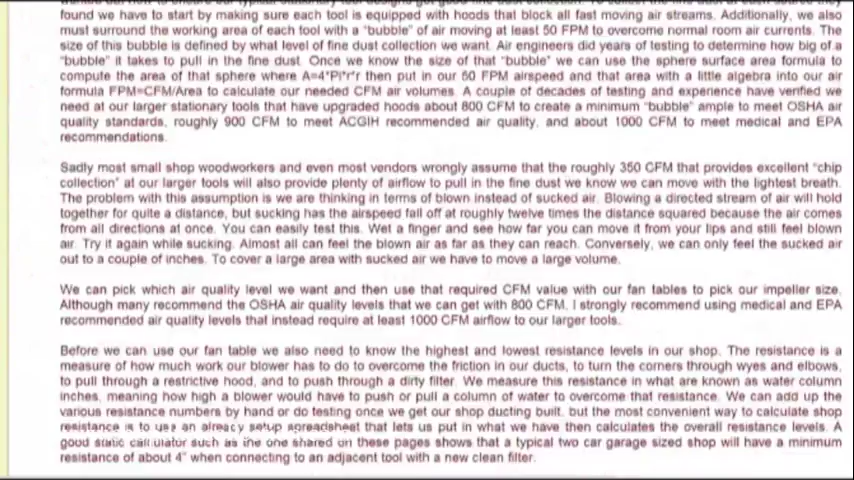 found we have to start by making sure each tool is equipped with hoods that block all fast moving air streams. Additionally, we also
must surround the working area of each tool with a "bubble" of air moving at least 50 FPM to overcome normal room air currents. The
size of this bubble is defined by what level of fine dust collection we want. Air engineers did years of testing to determine how big of a
"bubble" it takes to pull in the fine dust. Once we know the size of that "bubble" we can use the sphere surface area formula to
compute the area of that sphere where A=4*Pi*r*r then put in our 50 FPM airspeed and that area with a little algebra into our air
formula FPM=CFM/Area to calculate our needed CFM air volumes. A couple of decades of testing and experience have verified we
need at our larger stationary tools that have upgraded hoods about 800 CFM to create a minimum "bubble" ample to meet OSHA air
quality standards, roughly 900 CFM to meet ACGIH recommended air quality, and about 1000 CFM to meet medical and EPA
recommendations.
Sadly most small shop woodworkers and even most vendors wrongly assume that the roughly 350 CFM that provides excellent "chip
collection" at our larger tools will also provide plenty of airflow to pull in the fine dust we know we can move with the lightest breath.
The problem with this assumption is we are thinking in terms of blown instead of sucked air. Blowing a directed stream of air will hold
together for quite a distance, but sucking has the airspeed fall off at roughly twelve times the distance squared because the air comes
from all directions at once. You can easily test this. Wet a finger and see how far you can move it from your lips and still feel blown
air. Try it again while sucking. Almost all can feel the blown air as far as they can reach. Conversely, we can only feel the sucked air
out to a couple of inches. To cover a large area with sucked air we have to move a large volume.
We can pick which air quality level we want and then use that required CFM value with our fan tables to pick our impeller size.
Although many recommend the OSHA air quality levels that we can get with 800 CFM, I strongly recommend using medical and EPA
recommended air quality levels that instead require at least 1000 CFM airflow to our larger tools.
Before we can use our fan table we also need to know the highest and lowest resistance levels in our shop. The resistance is a
measure of how much work our blower has to do to overcome the friction in our ducts, to turn the corners through wyes and elbows,
to pull through a restrictive hood, and to push through a dirty filter. We measure this resistance in what are known as water column
inches, meaning how high a blower would have to push or pull a column of water to overcome that resistance. We can add up the
various resistance numbers by hand or do testing once we get our shop ducting built, but the most convenient way to calculate shop
resistance is to use an already setup spreadsheet that lets us put in what we have then calculates the overall resistance levels. A
good static calculator such as the one shared on these pages shows that a typical two car garage sized shop will have a minimum
resistance of about 4" when connecting to an adjacent tool with a new clean filter.